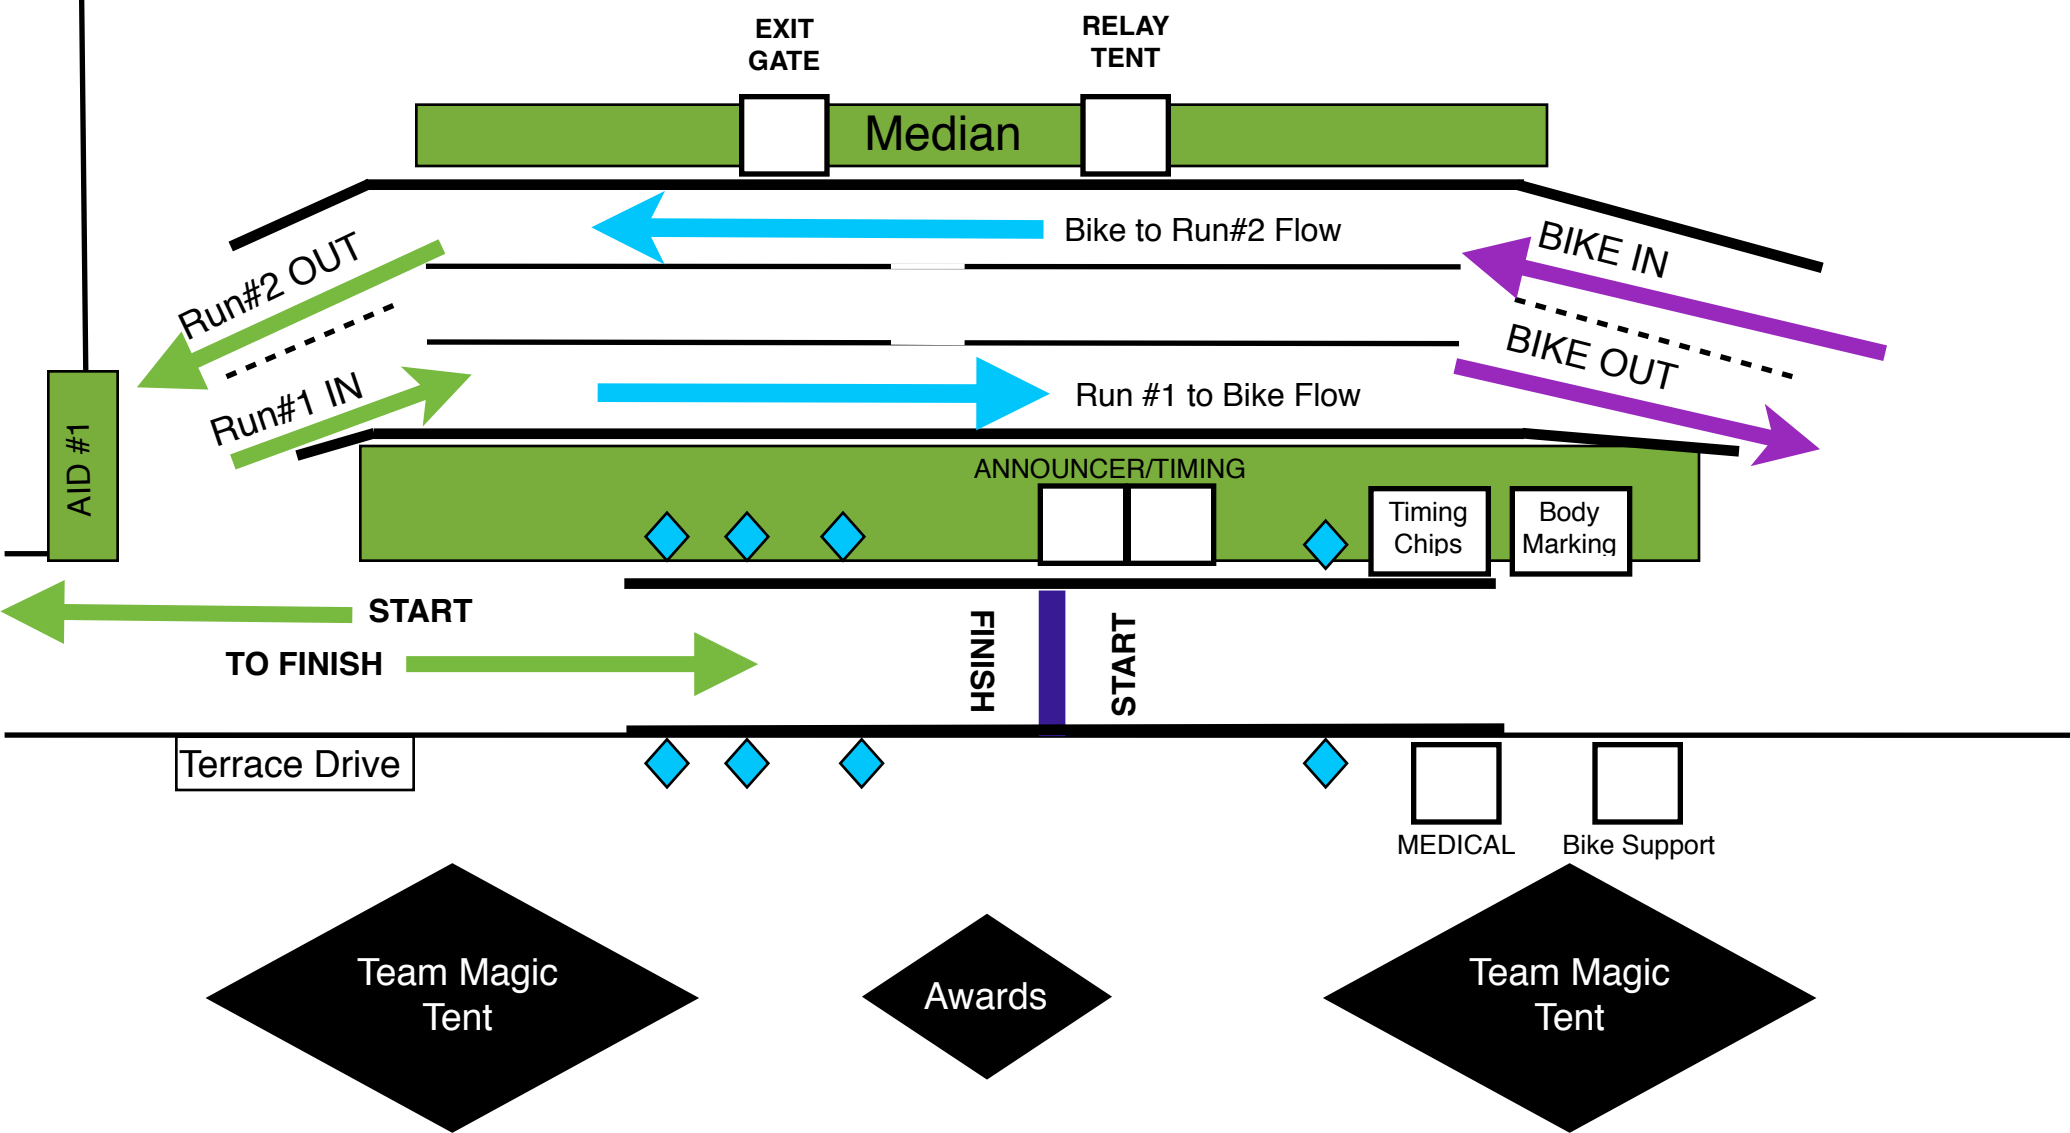 EXIT
GATE
RELAY
TENT
Median
Bike to Run#2 Flow
BIKE IN
Run#2 OUT
BIKE OUT
Run#1 IN
Run #1 to Bike Flow
AID #1
ANNOUNCER/TIMING
Timing
Chips
Body
Marking
START
TO FINISH
FINISH
START
Terrace Drive
MEDICAL
Bike Support
Team Magic
Tent
Awards
Team Magic
Tent